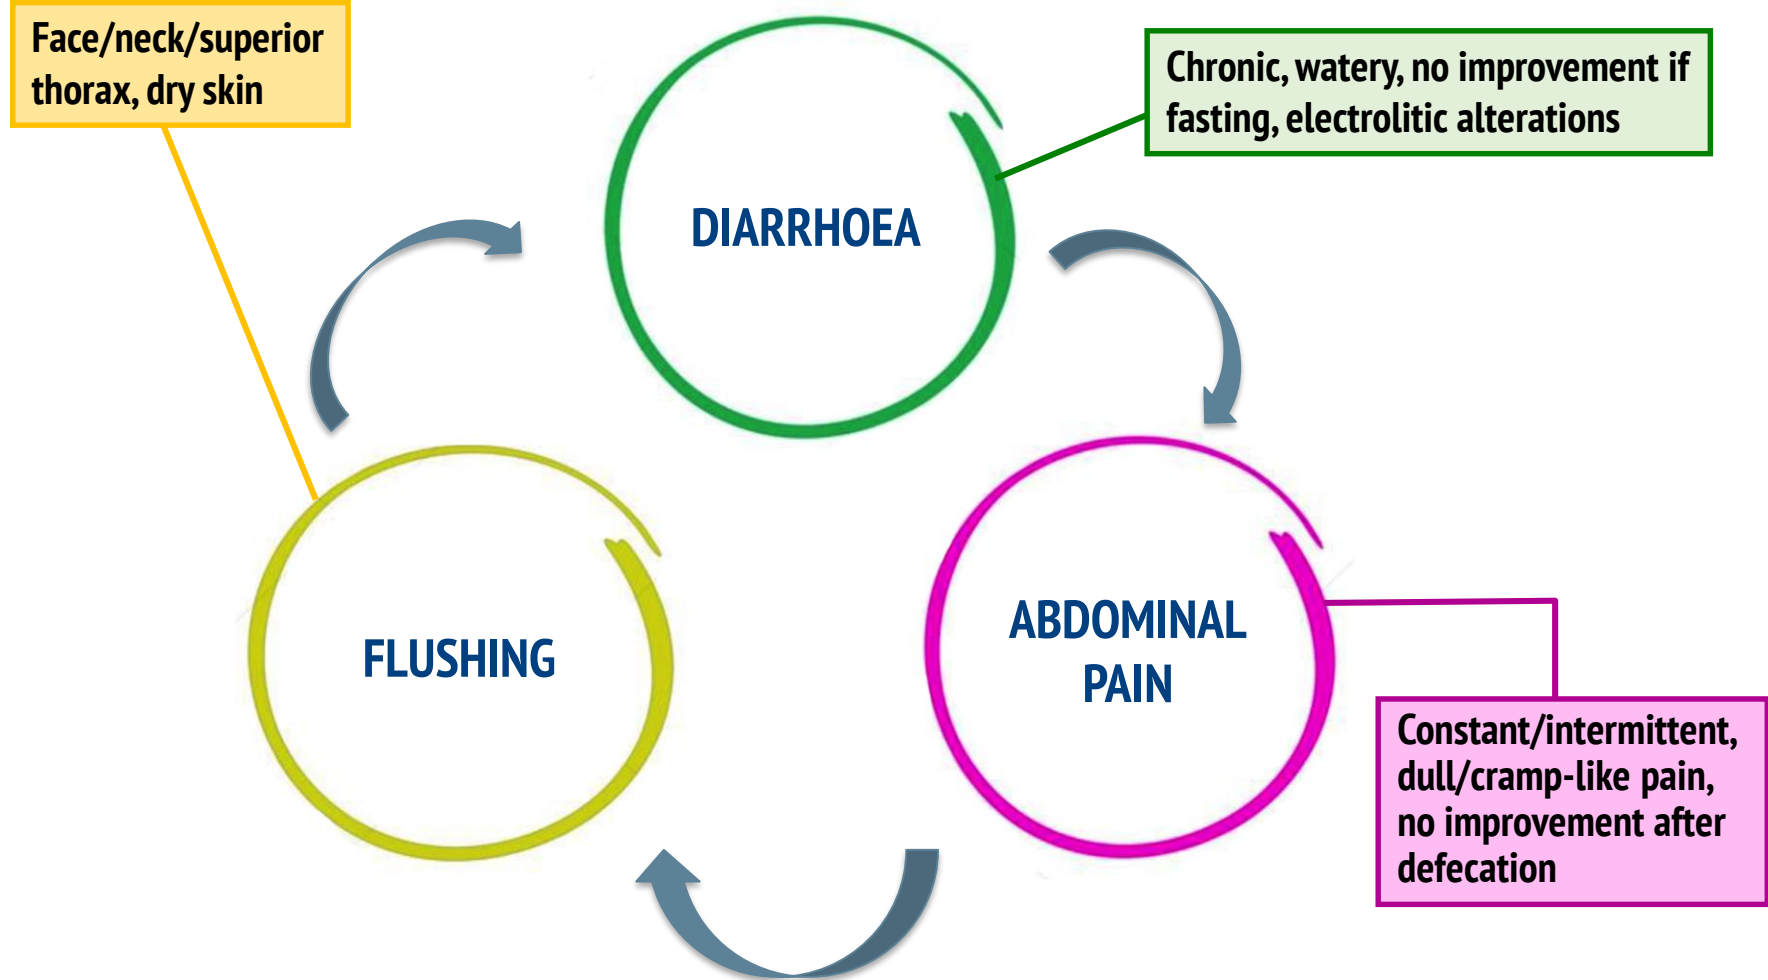 Face/neck/superior
thorax, dry skin
Chronic, watery, no improvement if
fasting, electrolitic alterations
DIARRHOEA
FLUSHING
ABDOMINAL
PAIN
Constant/intermittent,
dull/cramp-like pain,
no improvement after
defecation